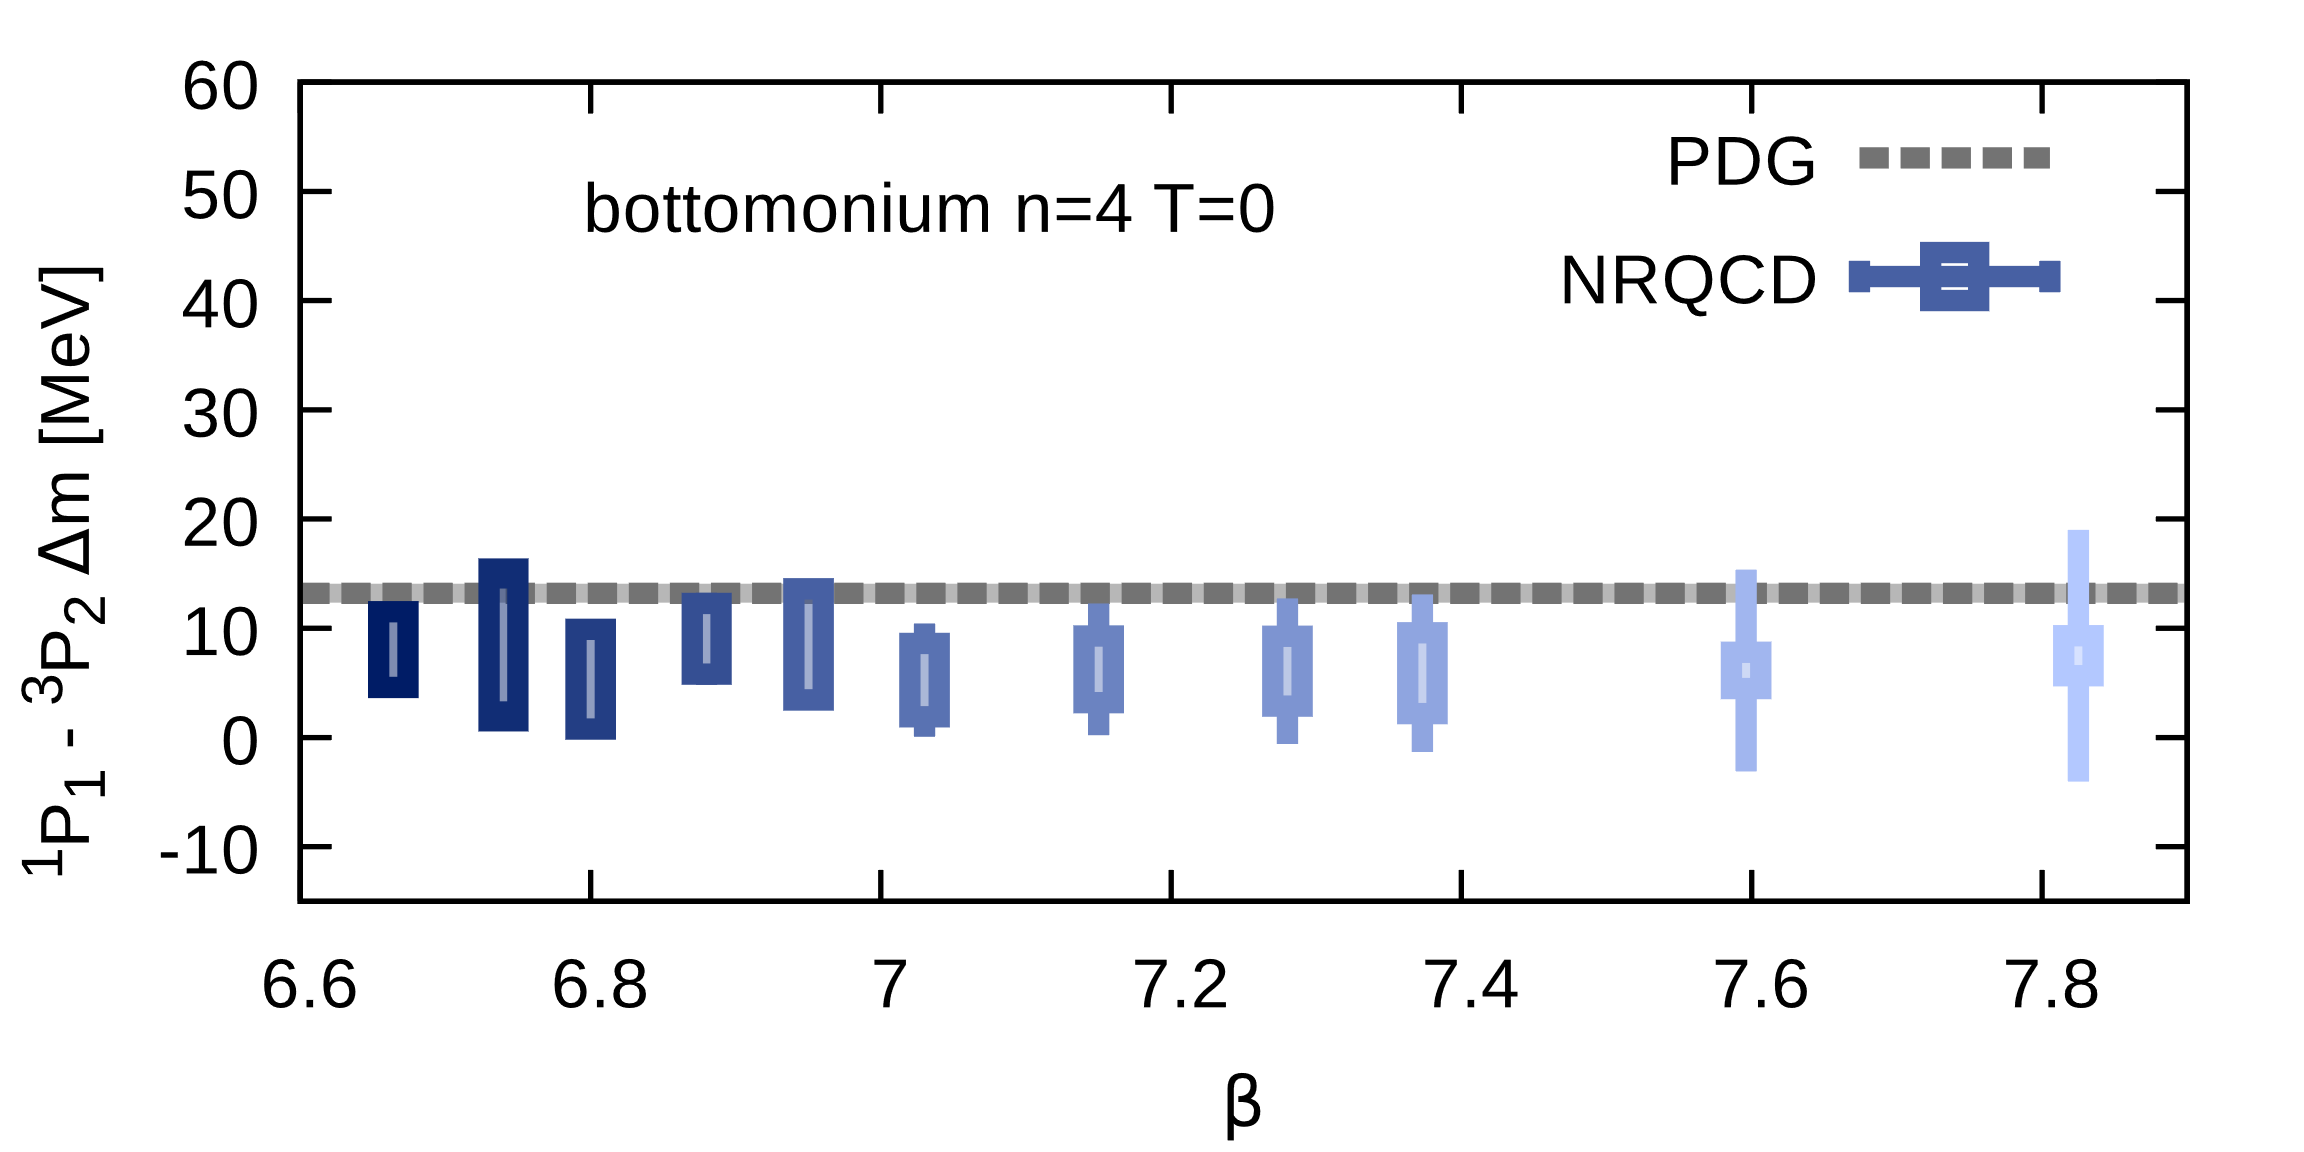 60
50
40
30
20
10
0
-10
¹P₁ - ³P₂ Δm [MeV]
bottomonium n=4 T=0
PDG
NRQCD
6.6 6.8 7 7.2 7.4 7.6 7.8
β